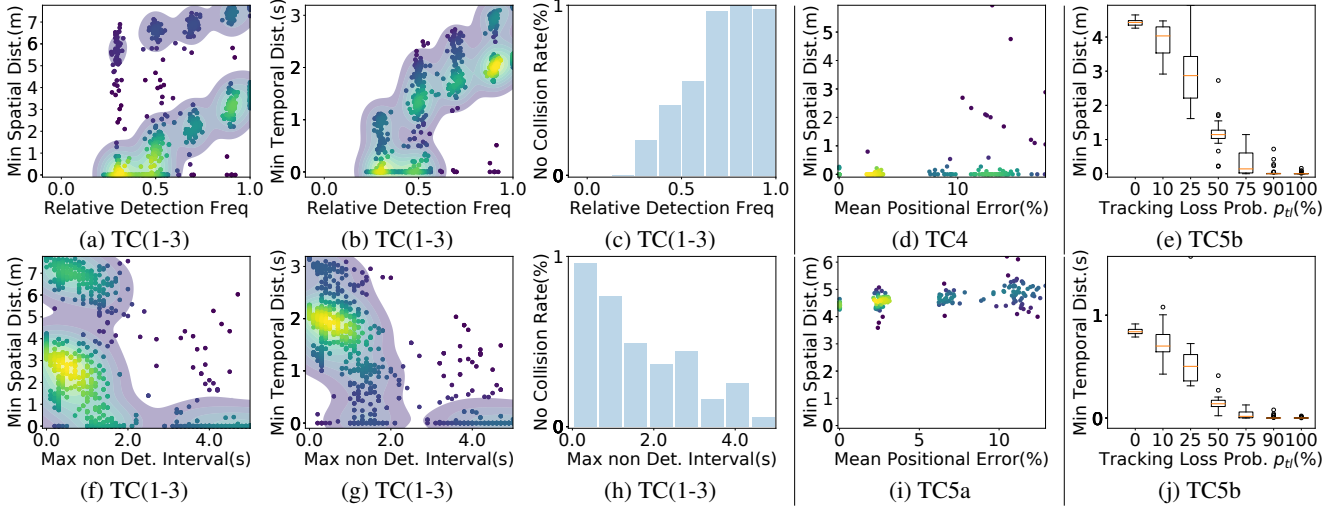 Min Spatial Dist.(m)
7
6
5
4
3
2
1
0
0.0
0.5
1.0
Relative Detection Freq
(a) TC(1-3)
Min Temporal Dist.(s)
3
2
1
0
0.0
0.5
1.0
Relative Detection Freq
(b) TC(1-3)
No Collision Rate(%)
1
0
0.0
0.5
1.0
Relative Detection Freq
(c) TC(1-3)
Min Spatial Dist.(m)
5
4
3
2
1
0
0
10
Mean Positional Error(%)
(d) TC4
Min Spatial Dist.(m)
4
3
2
1
0
0 10 25 50 75 90 100
Tracking Loss Prob. ptl(%)
(e) TC5b
Min Spatial Dist.(m)
7
6
5
4
3
2
1
0
0.0
2.0
4.0
Max non Det. Interval(s)
(f) TC(1-3)
Min Temporal Dist.(s)
3
2
1
0
0.0
2.0
4.0
Max non Det. Interval(s)
(g) TC(1-3)
No Collision Rate(%)
1
0
0.0
2.0
4.0
Max non Det. Interval(s)
(h) TC(1-3)
Min Spatial Dist.(m)
6
5
4
3
2
1
0
0
5
10
Mean Positional Error(%)
(i) TC5a
Min Temporal Dist.(s)
1
0
0 10 25 50 75 90 100
Tracking Loss Prob. ptl(%)
(j) TC5b